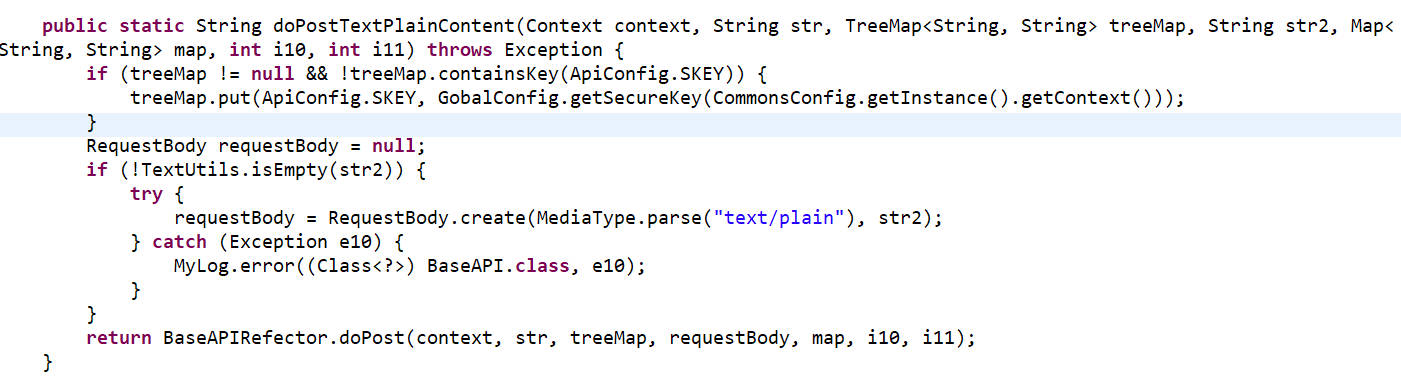 public static String doPostTextPlainContent(Context context, String str, TreeMap<String, String> treeMap, String str2, Map<
String, String> map, int i10, int i11) throws Exception {
if (treeMap != null && !treeMap.containsKey(ApiConfig.SKEY)) {
treeMap.put(ApiConfig.SKEY, GobalConfig.getSecureKey(CommonsConfig.getInstance().getContext()));
}
RequestBody requestBody = null;
if (!TextUtils.isEmpty(str2)) {
try {
requestBody = RequestBody.create(MediaType.parse("text/plain"), str2);
} catch (Exception e10) {
MyLog.error((Class<?>) BaseAPI.class, e10);
}
}
return BaseAPIRefector.doPost(context, str, treeMap, requestBody, map, i10, i11);
}